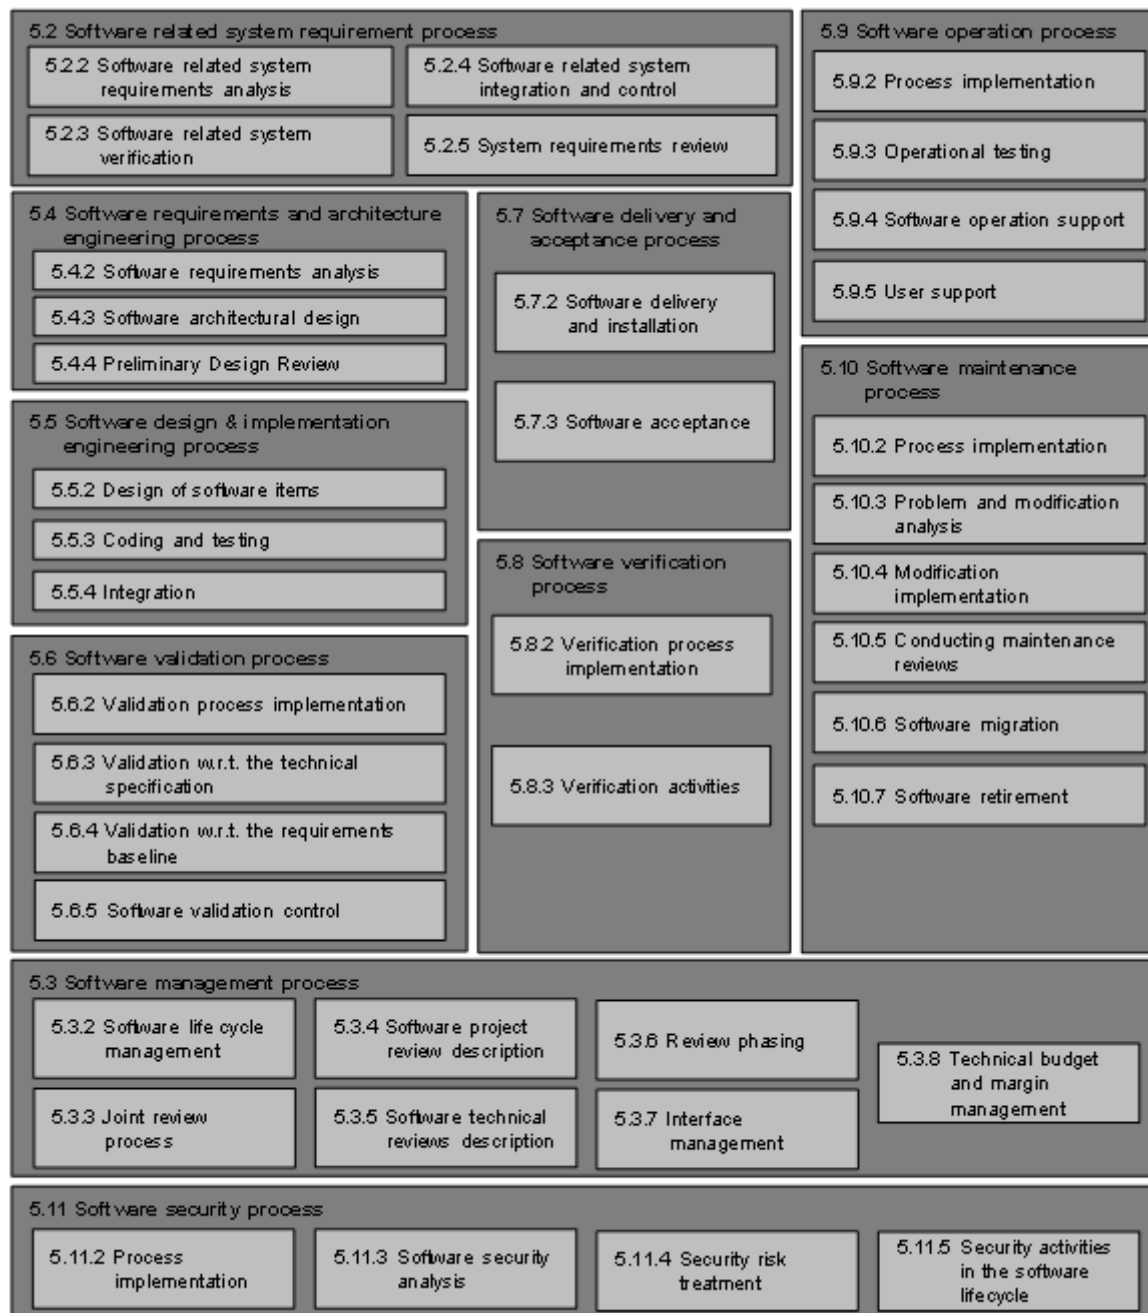 5.2 Software related system requirement process
5.2.2 Software related system
requirements analysis
5.2.4 Software related system
integration and control
5.2.3 Software related system
verification
5.2.5 System requirements review
5.4 Software requirements and architecture
engineering process
5.4.2 Software requirements analysis
5.4.3 Software architectural design
5.4.4 Preliminary Design Review
5.5 Software design & implementation
engineering process
5.5.2 Design of software items
5.5.3 Coding and testing
5.5.4 Integration
5.6 Software validation process
5.6.2 Validation process implementation
5.6.3 Validation w.r.t. the technical
specification
5.6.4 Validation w.r.t. the requirements
baseline
5.6.5 Software validation control
5.7 Software delivery and
acceptance process
5.7.2 Software delivery
and installation
5.7.3 Software acceptance
5.8 Software verification
process
5.8.2 Verification process
implementation
5.8.3 Verification activities
5.9 Software operation process
5.9.2 Process implementation
5.9.3 Operational testing
5.9.4 Software operation support
5.9.5 User support
5.10 Software maintenance
process
5.10.2 Process implementation
5.10.3 Problem and modification
analysis
5.10.4 Modification
implementation
5.10.5 Conducting maintenance
reviews
5.10.6 Software migration
5.10.7 Software retirement
5.3 Software management process
5.3.2 Software life cycle
management
5.3.4 Software project
review description
5.3.6 Review phasing
5.3.8 Technical budget
and margin
management
5.3.3 Joint review
process
5.3.5 Software technical
reviews description
5.3.7 Interface
management
5.11 Software security process
5.11.2 Process
implementation
5.11.3 Software security
analysis
5.11.4 Security risk
treatment
5.11.5 Security activities
in the software
lifecycle